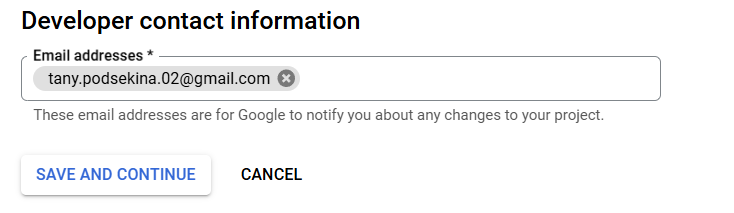 Developer contact information
Email addresses *
tany.podsekina.02@gmail.com
These email addresses are for Google to notify you about any changes to your project.
SAVE AND CONTINUE CANCEL